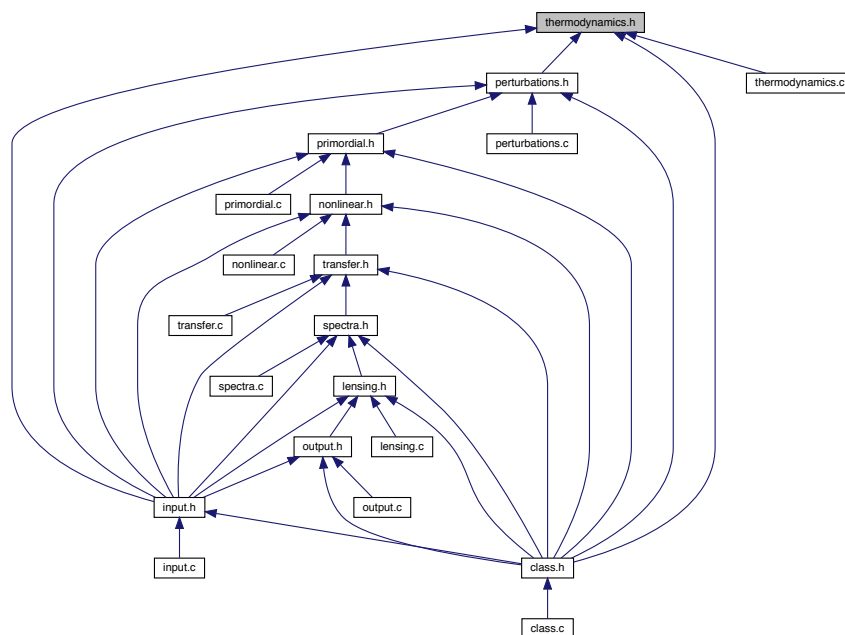 thermodynamics.h
perturbations.h
thermodynamics.c
primordial.h
perturbations.c
primordial.c
nonlinear.h
nonlinear.c
transfer.h
transfer.c
spectra.h
spectra.c
lensing.h
output.h
lensing.c
input.h
output.c
input.c
class.h
class.c